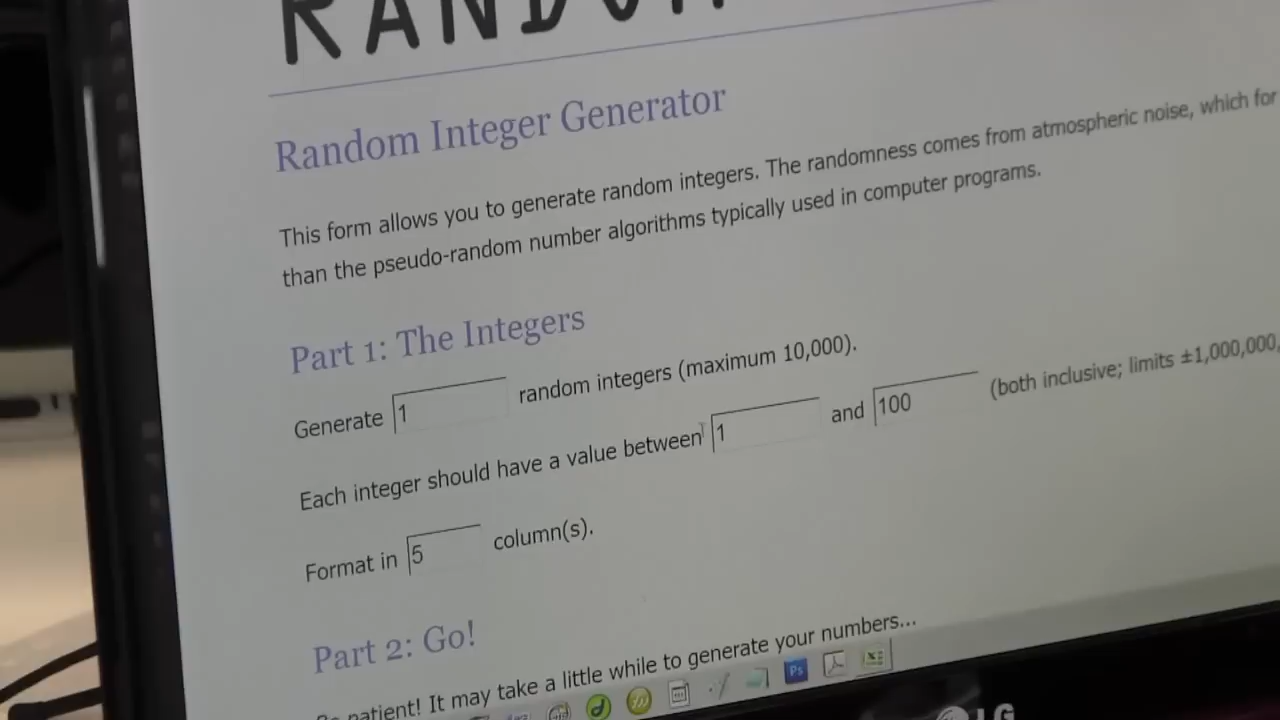 RANDOM
Random Integer Generator
This form allows you to generate random integers. The randomness comes from atmospheric noise, which for
than the pseudo-random number algorithms typically used in computer programs.
Part 1: The Integers
Generate 1 random integers (maximum 10,000).
Each integer should have a value between 1 and 100 (both inclusive; limits ±1,000,000,
Format in 5 column(s).
Part 2: Go!
patient! It may take a little while to generate your numbers...
Ps
LG